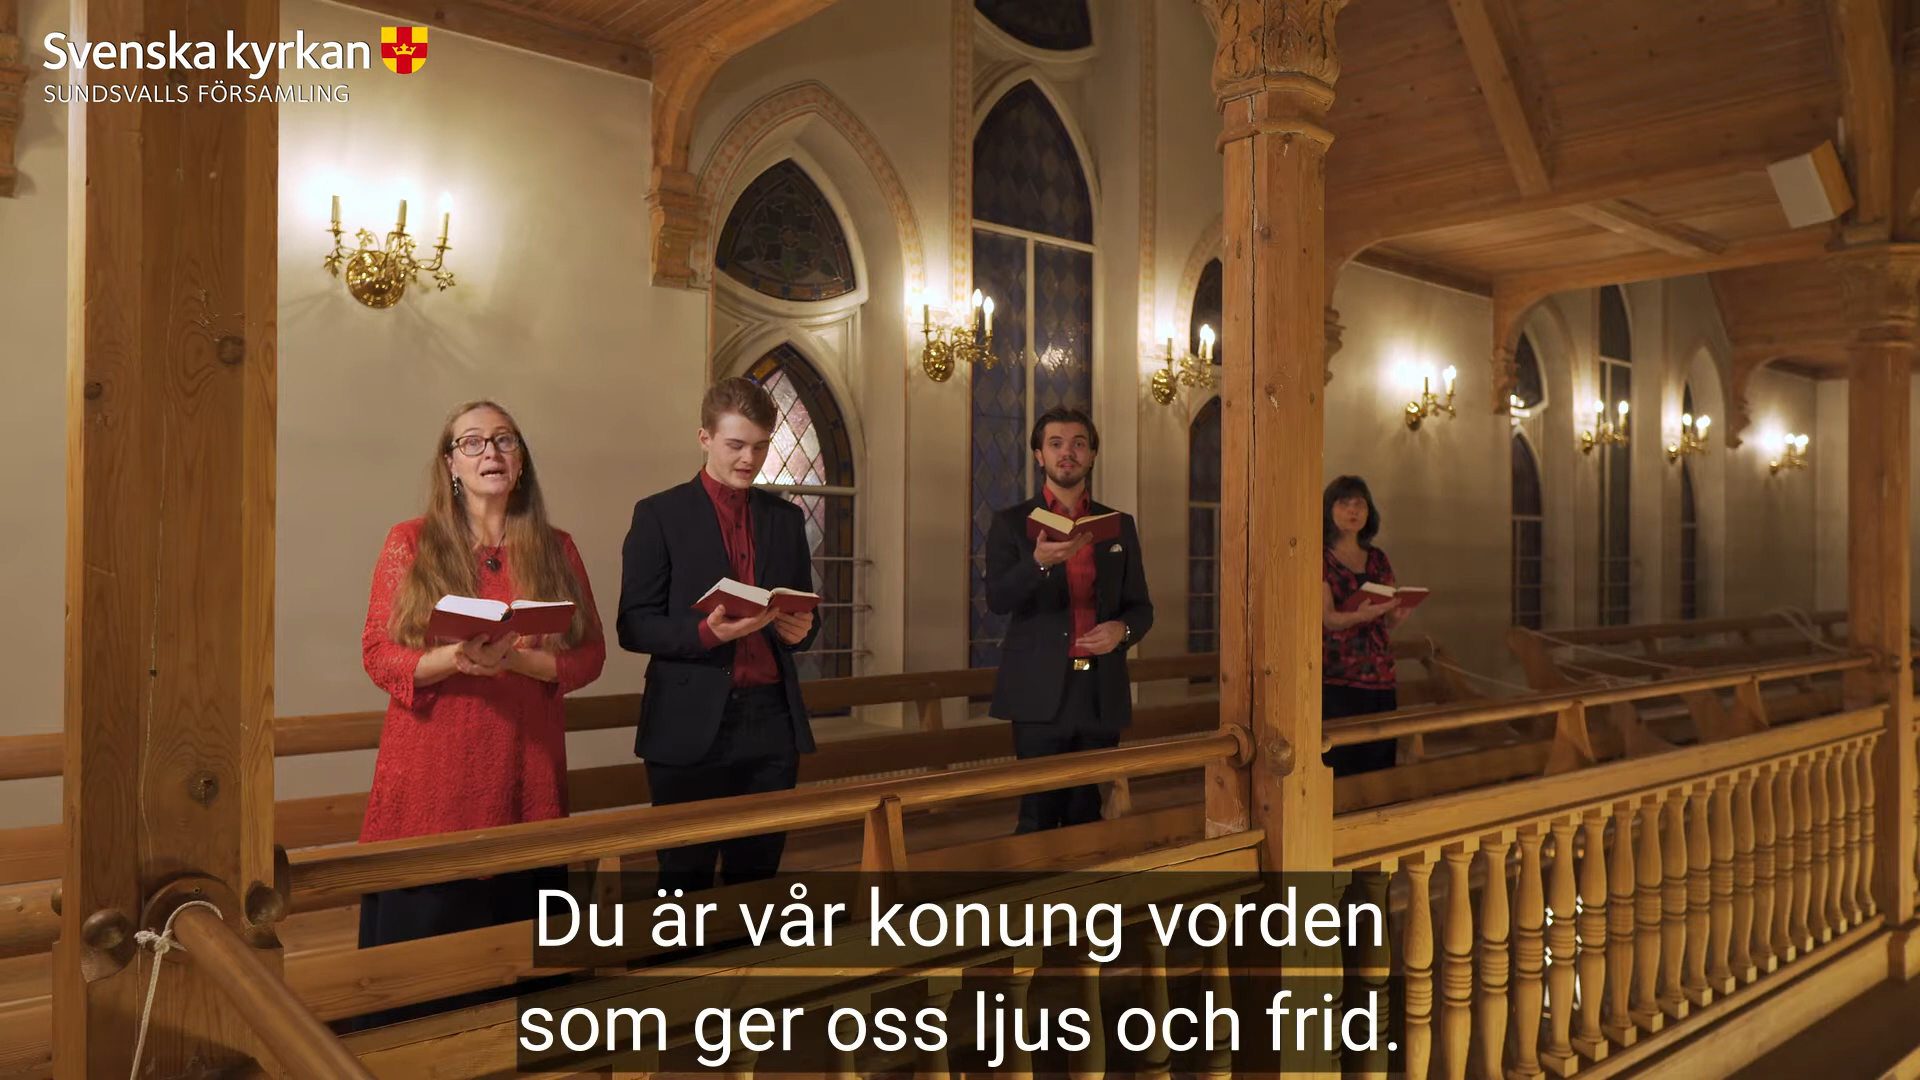 Svenska kyrkan
SUNDSVALLS FÖRSAMLING
Du är vår konung vorden
som ger oss ljus och frid.